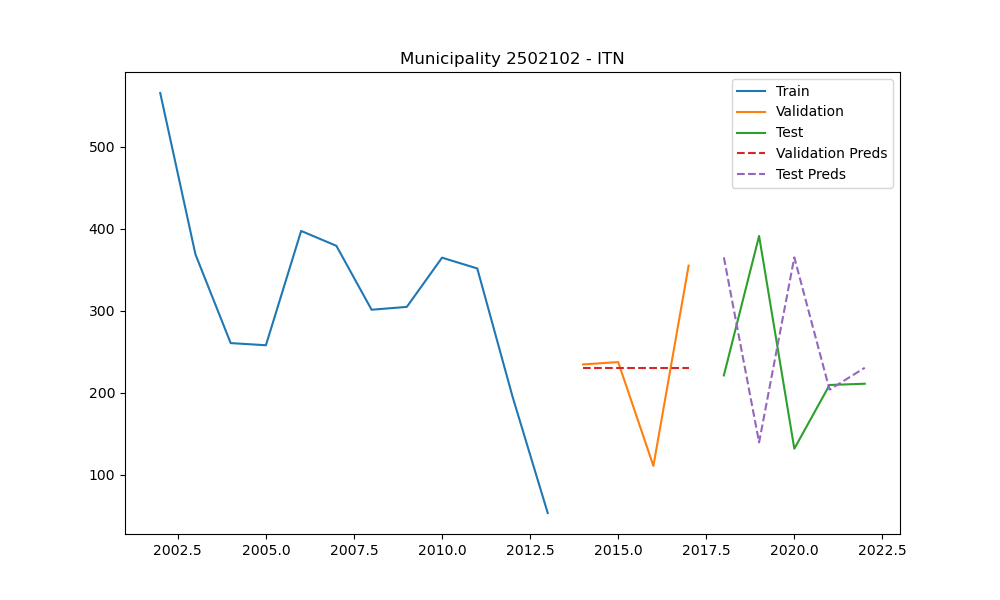 Municipality 2502102 - ITN
Train
Validation
Test
Validation Preds
Test Preds
500
400
300
200
100
2002.5 2005.0 2007.5 2010.0 2012.5 2015.0 2017.5 2020.0 2022.5